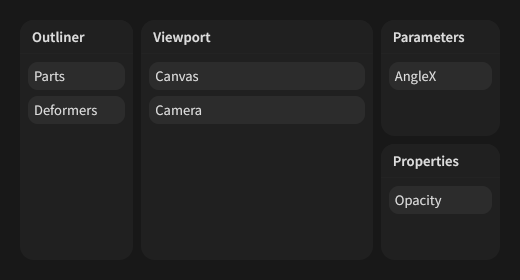 Outliner
Parts
Deformers
Viewport
Canvas
Camera
Parameters
AngleX
Properties
Opacity